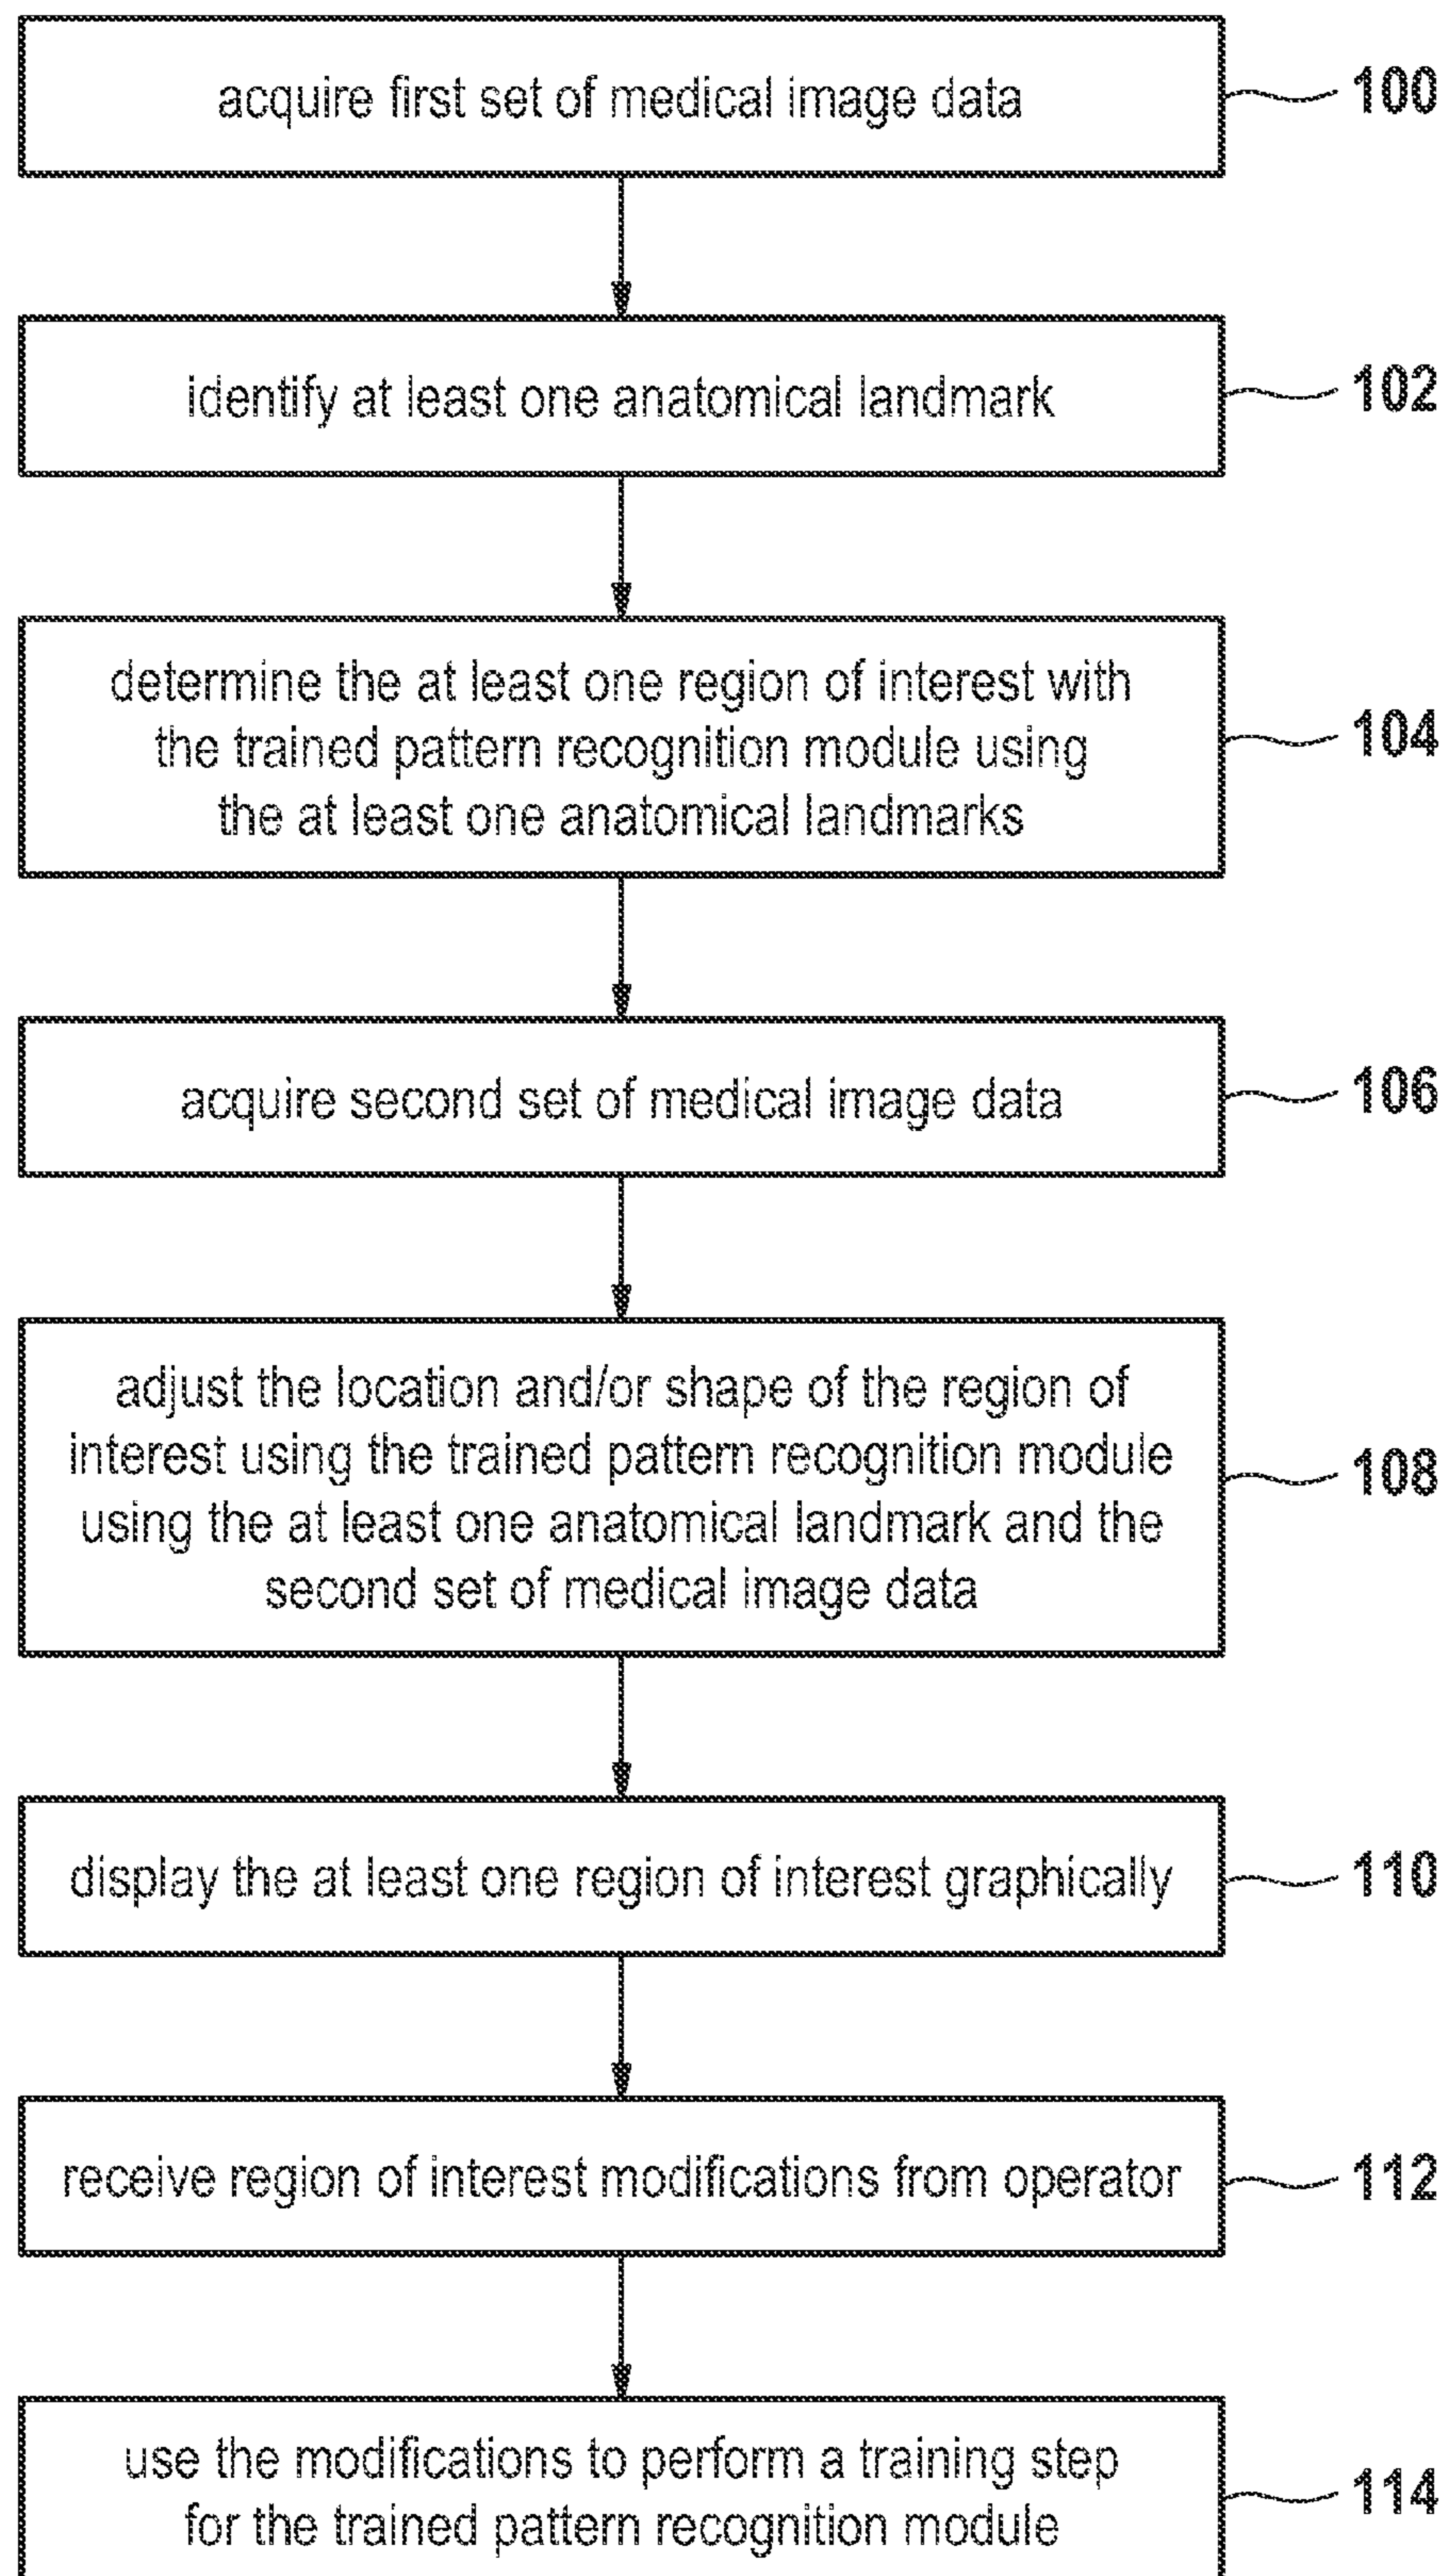 acquire first set of medical image data
100
identify at least one anatomical landmark
102
determine the at least one region of interest with
the trained pattern recognition module using
the at least one anatomical landmarks
104
acquire second set of medical image data
106
adjust the location and/or shape of the region of
interest using the trained pattern recognition module
using the at least one anatomical landmark and the
second set of medical image data
108
display the at least one region of interest graphically
110
receive region of interest modifications from operator
112
use the modifications to perform a training step
for the trained pattern recognition module
114